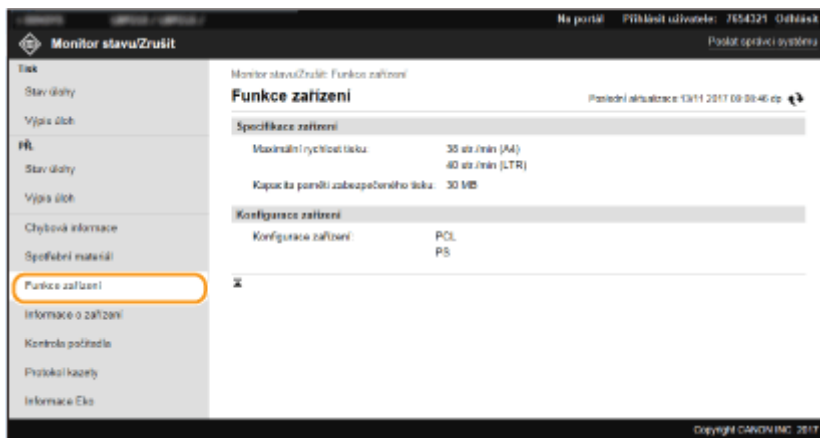 Na portál Přihlásit uživatele: 7654321 Odhlásit
Monitor stavu/Zrušit
Poslat správci systému
Tisk
Stav úlohy
Výpis úloh
Příj.
Stav úlohy
Výpis úloh
Chybová informace
Spotřební materiál
Funkce zařízení
Informace o zařízení
Kontrola počitadla
Protokol kazety
Informace Eko
Monitor stavu/Zrušit: Funkce zařízení
Funkce zařízení
Poslední aktualizace: 13/11 2017 09:09:46 dp.
Specifikace zařízení
Maximální rychlost tisku: 38 str./min (A4)
40 str./min (LTR)
Kapacita paměti zabezpečeného tisku: 30 MB
Konfigurace zařízení
Konfigurace zařízení: PCL
PS
Copyright CANON INC. 2017